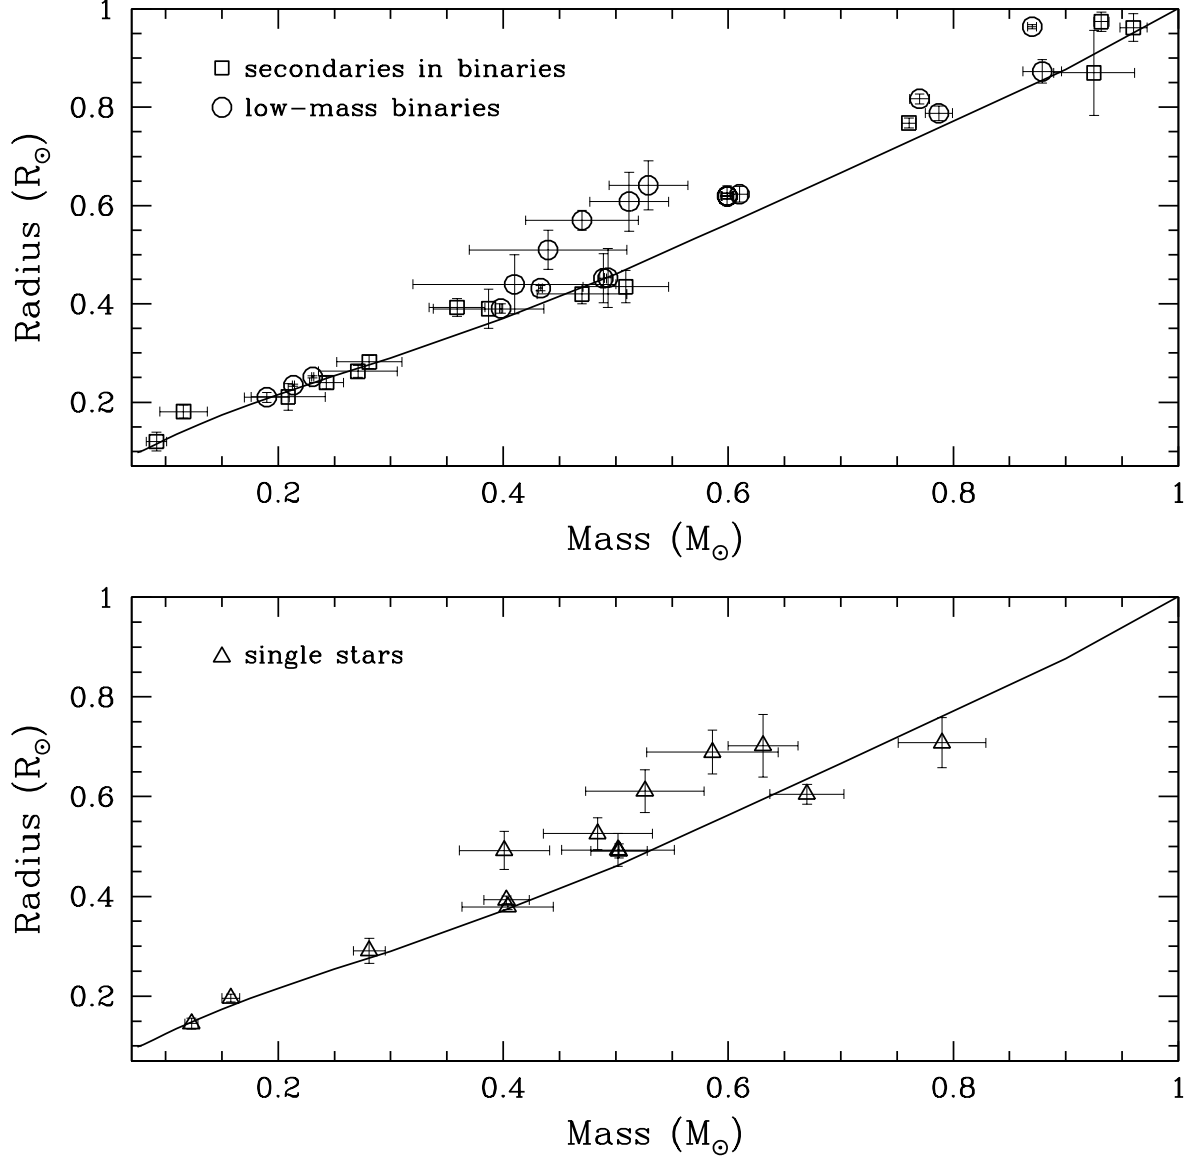 1
0.8
0.6
0.4
0.2
Radius (R⊙)
□ secondaries in binaries
○ low−mass binaries
0.2 0.4 0.6 0.8 1
Mass (M⊙)
1
0.8
0.6
0.4
0.2
Radius (R⊙)
△ single stars
0.2 0.4 0.6 0.8 1
Mass (M⊙)